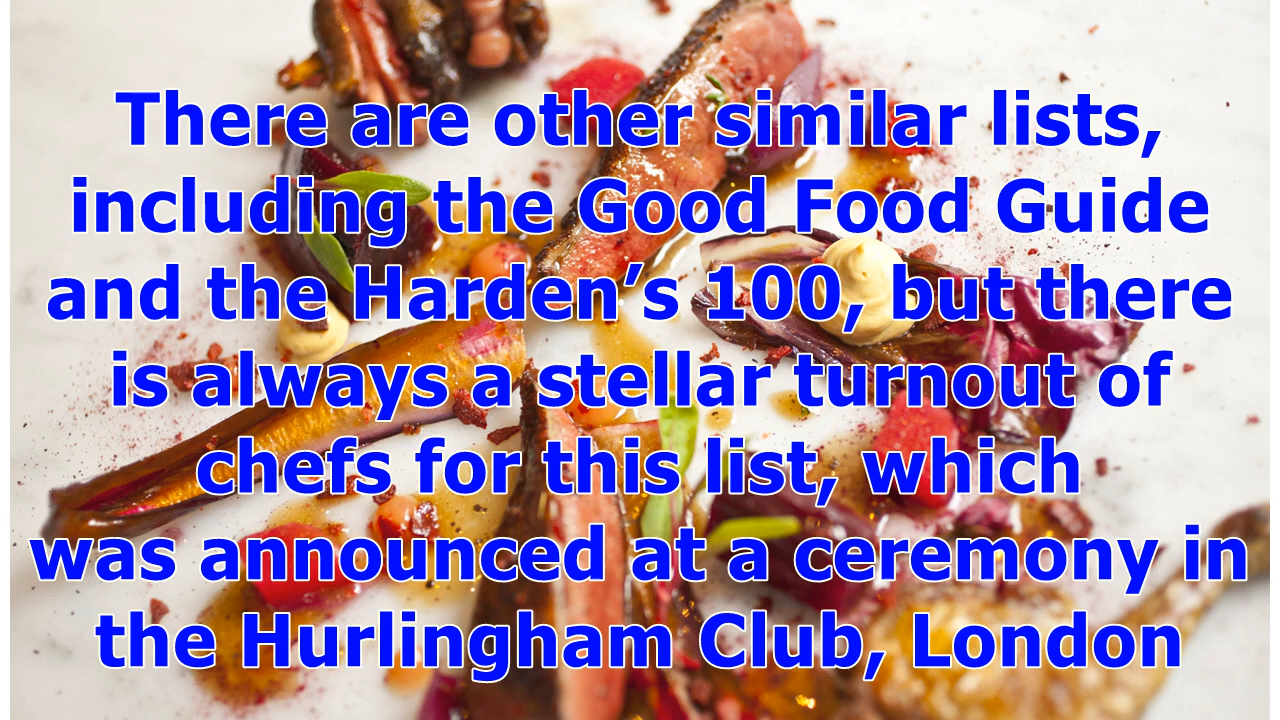 There are other similar lists,
including the Good Food Guide
and the Harden’s 100, but there
is always a stellar turnout of
chefs for this list, which
was announced at a ceremony in
the Hurlingham Club, London